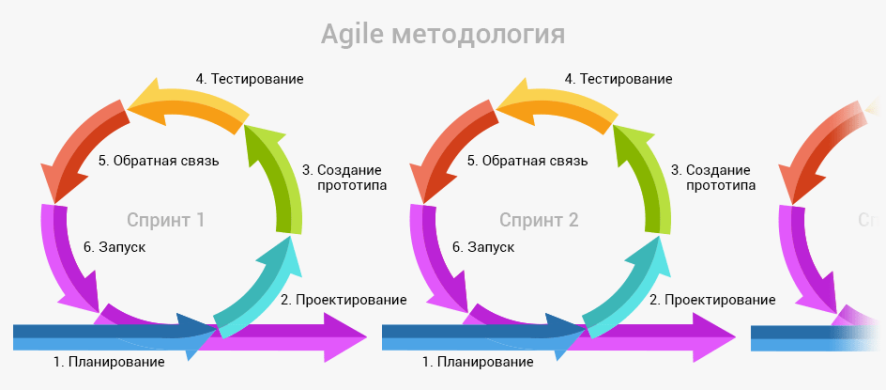 Agile методология
4. Тестирование
5. Обратная связь
3. Создание
прототипа
Спринт 1
6. Запуск
2. Проектирование
1. Планирование
4. Тестирование
5. Обратная связь
3. Создание
прототипа
Спринт 2
6. Запуск
2. Проектирование
1. Планирование